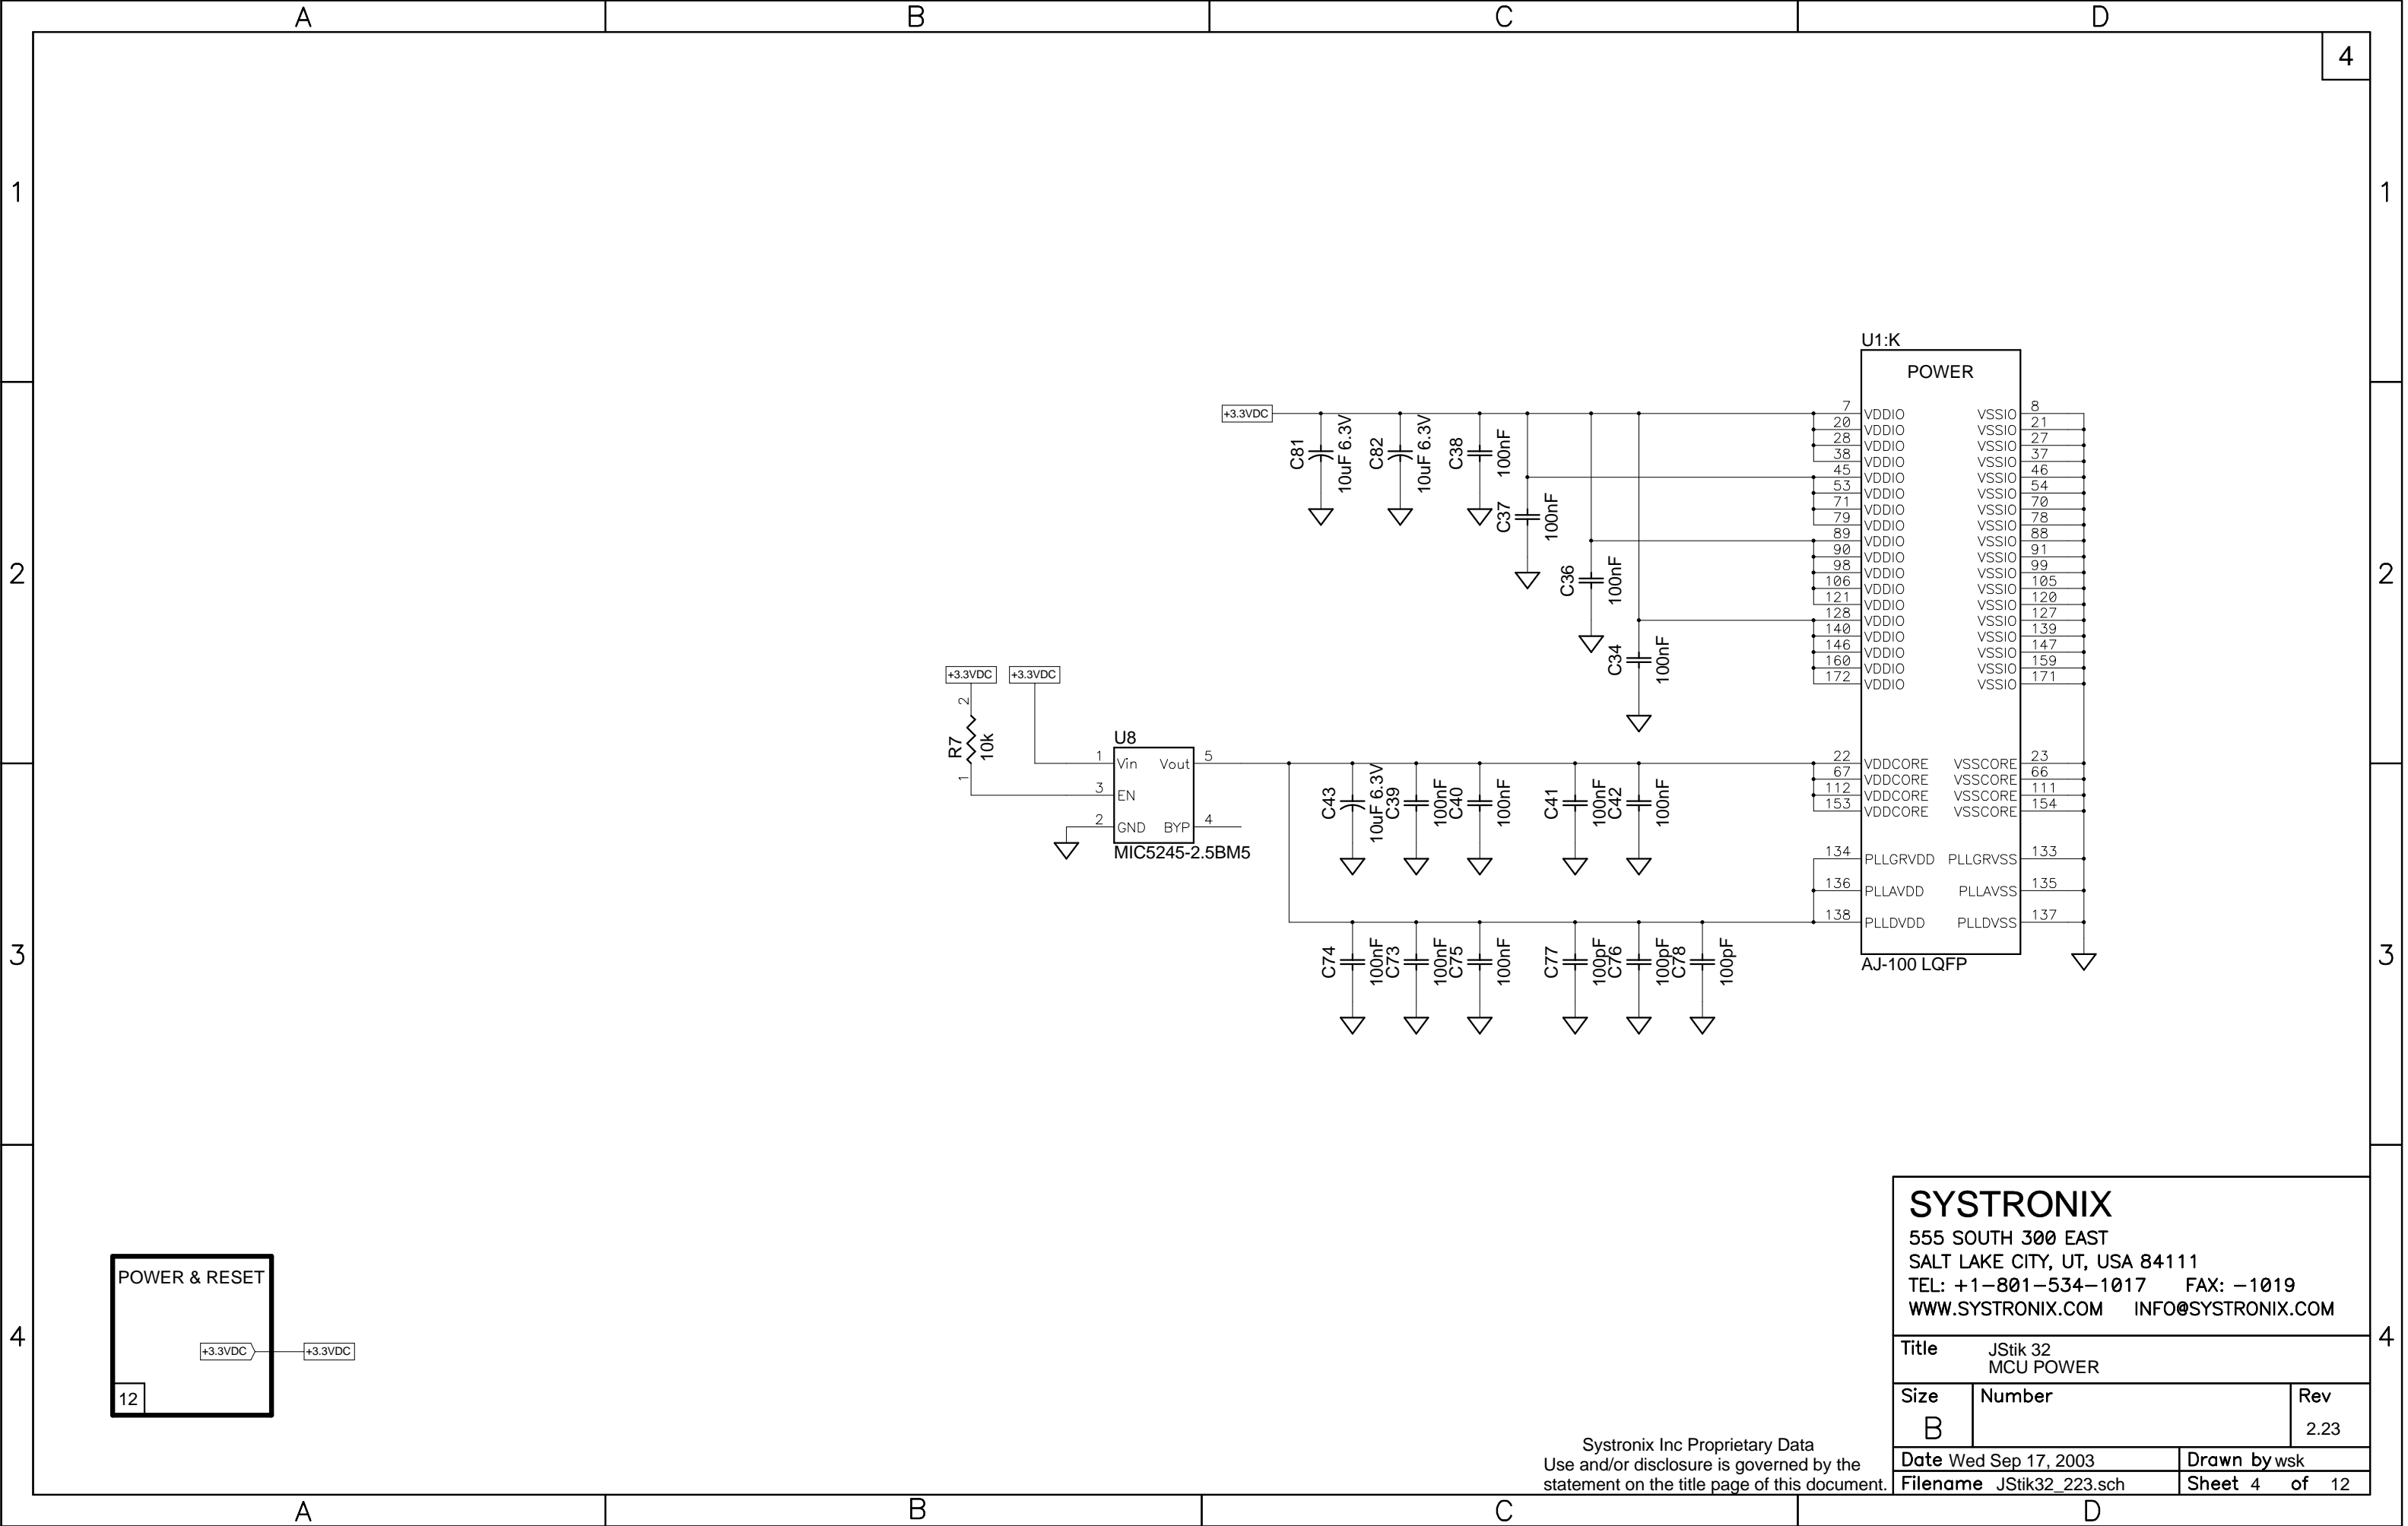 A B C D
4
1 1
2 2
3 3
4 4
U1:K
POWER
+3.3VDC
C81 10uF 6.3V
C82 10uF 6.3V
C38 100nF
C37 100nF
C36 100nF
C34 100nF
7 VDDIO VSSIO 8
20 VDDIO VSSIO 21
28 VDDIO VSSIO 27
38 VDDIO VSSIO 37
45 VDDIO VSSIO 46
53 VDDIO VSSIO 54
71 VDDIO VSSIO 70
79 VDDIO VSSIO 78
89 VDDIO VSSIO 88
90 VDDIO VSSIO 91
98 VDDIO VSSIO 99
106 VDDIO VSSIO 105
121 VDDIO VSSIO 120
128 VDDIO VSSIO 127
140 VDDIO VSSIO 139
146 VDDIO VSSIO 147
160 VDDIO VSSIO 159
172 VDDIO VSSIO 171
22 VDDCORE VSSCORE 23
67 VDDCORE VSSCORE 66
112 VDDCORE VSSCORE 111
153 VDDCORE VSSCORE 154
134 PLLGRVDD PLLGRVSS 133
136 PLLAVDD PLLAVSS 135
138 PLLDVDD PLLDVSS 137
AJ-100 LQFP
+3.3VDC +3.3VDC
2
R7 10k
1
U8
1 Vin Vout 5
3 EN
2 GND BYP 4
MIC5245-2.5BM5
C43 10uF 6.3V
C39 100nF
C40 100nF
C41 100nF
C42 100nF
C74 100nF
C73 100nF
C75 100nF
C77 100pF
C76 100pF
C78 100pF
POWER & RESET
+3.3VDC +3.3VDC
12
SYSTRONIX
555 SOUTH 300 EAST
SALT LAKE CITY, UT, USA 84111
TEL: +1-801-534-1017 FAX: -1019
WWW.SYSTRONIX.COM INFO@SYSTRONIX.COM
Title JStik 32
MCU POWER
Size Number Rev
B 2.23
Date Wed Sep 17, 2003 Drawn by wsk
Filename JStik32_223.sch Sheet 4 of 12
Systronix Inc Proprietary Data
Use and/or disclosure is governed by the
statement on the title page of this document.
A B C D